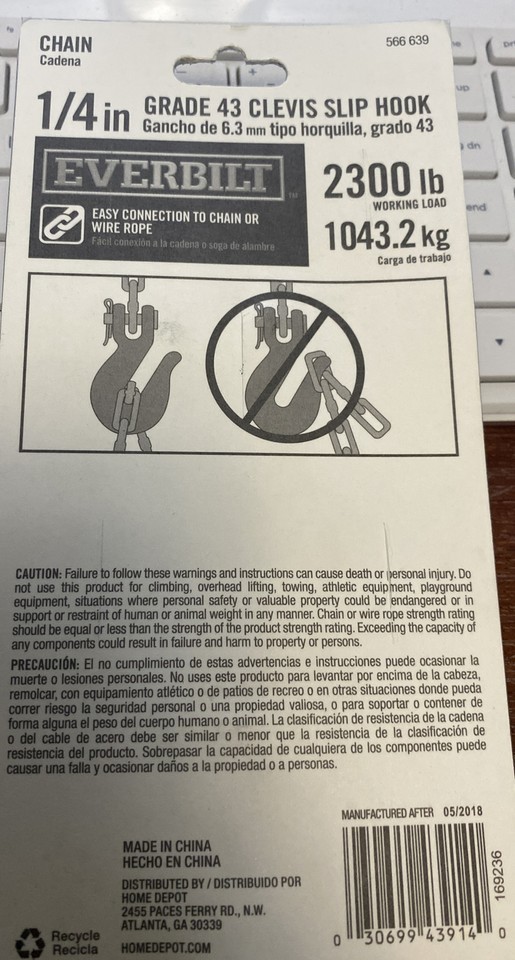 CHAIN
Cadena
566 639
1/4 in GRADE 43 CLEVIS SLIP HOOK
Gancho de 6.3 mm tipo horquilla, grado 43
EVERBILT TM
EASY CONNECTION TO CHAIN OR
WIRE ROPE
Fácil conexión a la cadena o soga de alambre
2300 lb
WORKING LOAD
1043.2 kg
Carga de trabajo
CAUTION: Failure to follow these warnings and instructions can cause death or personal injury. Do
not use this product for climbing, overhead lifting, towing, athletic equipment, playground
equipment, situations where personal safety or valuable property could be endangered or in
support or restraint of human or animal weight in any manner. Chain or wire rope strength rating
should be equal or less than the strength of the product strength rating. Exceeding the capacity of
any components could result in failure and harm to property or persons.
PRECAUCIÓN: El no cumplimiento de estas advertencias e instrucciones puede ocasionar la
muerte o lesiones personales. No uses este producto para levantar por encima de la cabeza,
remolcar, con equipamiento atlético o de patios de recreo o en otras situaciones donde pueda
correr riesgo la seguridad personal o una propiedad valiosa, o para soportar o contener de
forma alguna el peso del cuerpo humano o animal. La clasificación de resistencia de la cadena
o del cable de acero debe ser similar o menor que la resistencia de la clasificación de
resistencia del producto. Sobrepasar la capacidad de cualquiera de los componentes puede
causar una falla y ocasionar daños a la propiedad o a personas.
MANUFACTURED AFTER 05/2018
MADE IN CHINA
HECHO EN CHINA
DISTRIBUTED BY / DISTRIBUIDO POR
HOME DEPOT
2455 PACES FERRY RD., N.W.
ATLANTA, GA 30339
HOMEDEPOT.COM
Recycle
Recicla
0 30699 43914 0
169236
up
dn
end